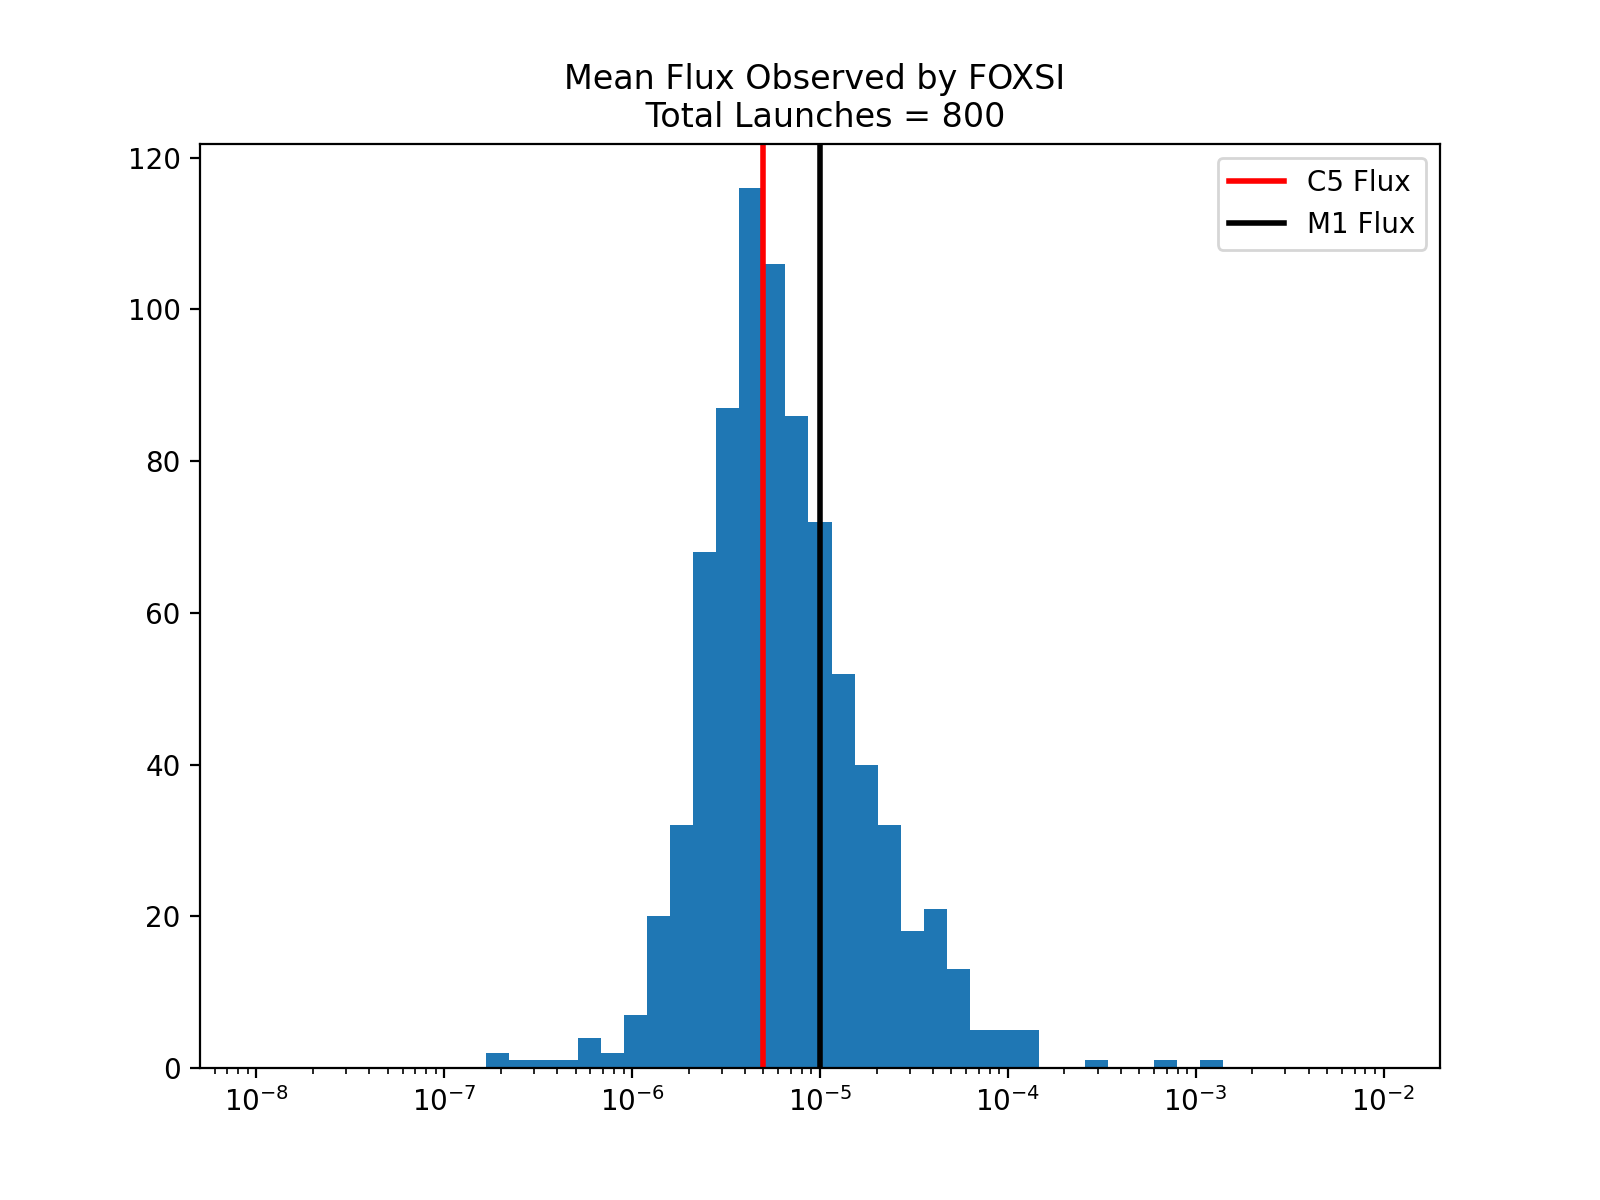 Mean Flux Observed by FOXSI
Total Launches = 800
C5 Flux
M1 Flux
120
100
80
60
40
20
0
10⁻⁸ 10⁻⁷ 10⁻⁶ 10⁻⁵ 10⁻⁴ 10⁻³ 10⁻²